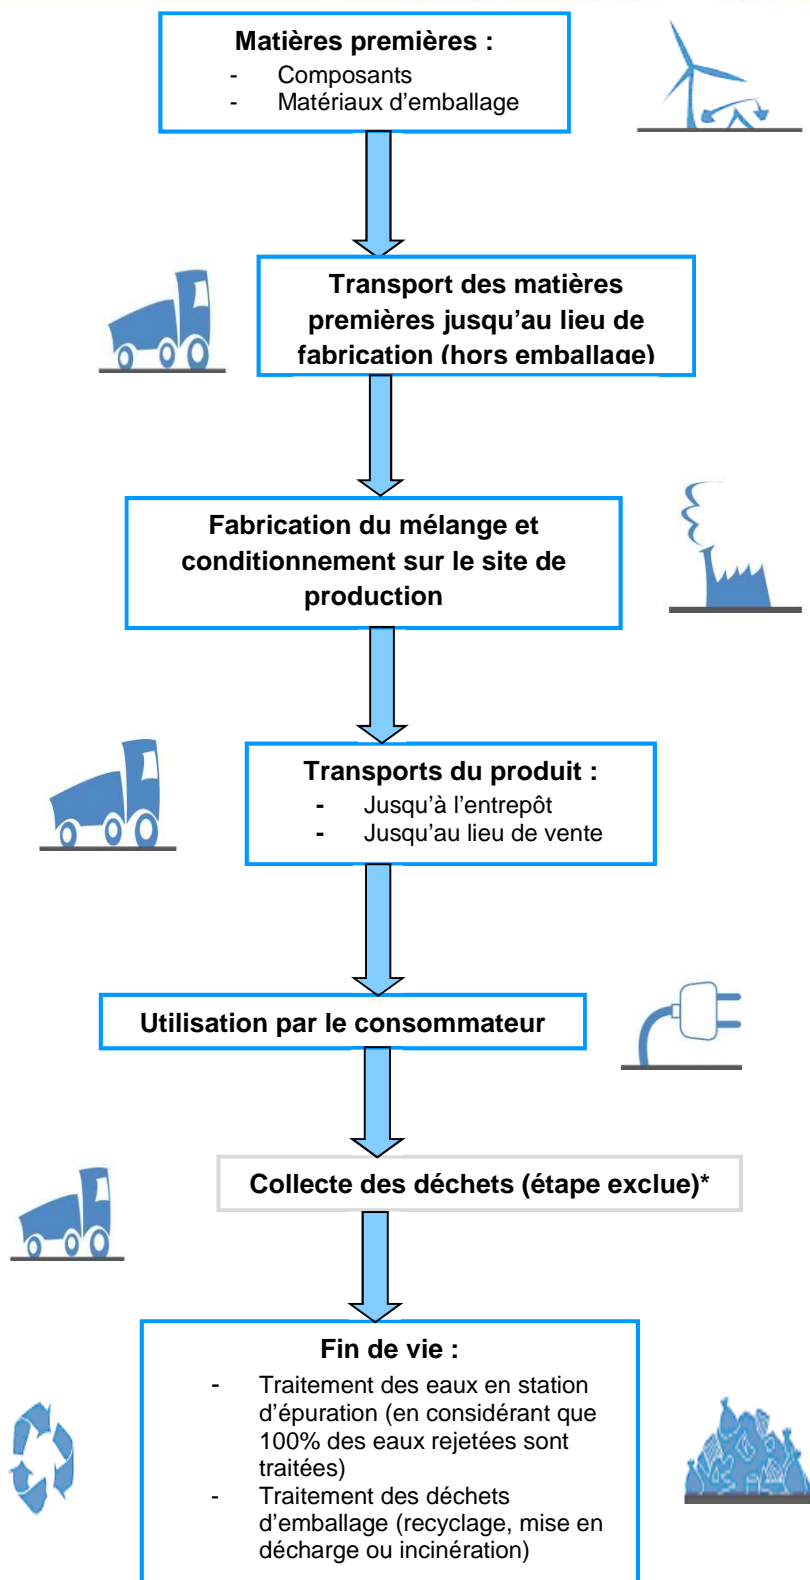 Matières premières :
- Composants
- Matériaux d'emballage
Transport des matières
premières jusqu'au lieu de
fabrication (hors emballage)
Fabrication du mélange et
conditionnement sur le site de
production
Transports du produit :
- Jusqu'à l'entrepôt
- Jusqu'au lieu de vente
Utilisation par le consommateur
Collecte des déchets (étape exclue)*
Fin de vie :
- Traitement des eaux en station
d'épuration (en considérant que
100% des eaux rejetées sont
traitées)
- Traitement des déchets
d'emballage (recyclage, mise en
décharge ou incinération)